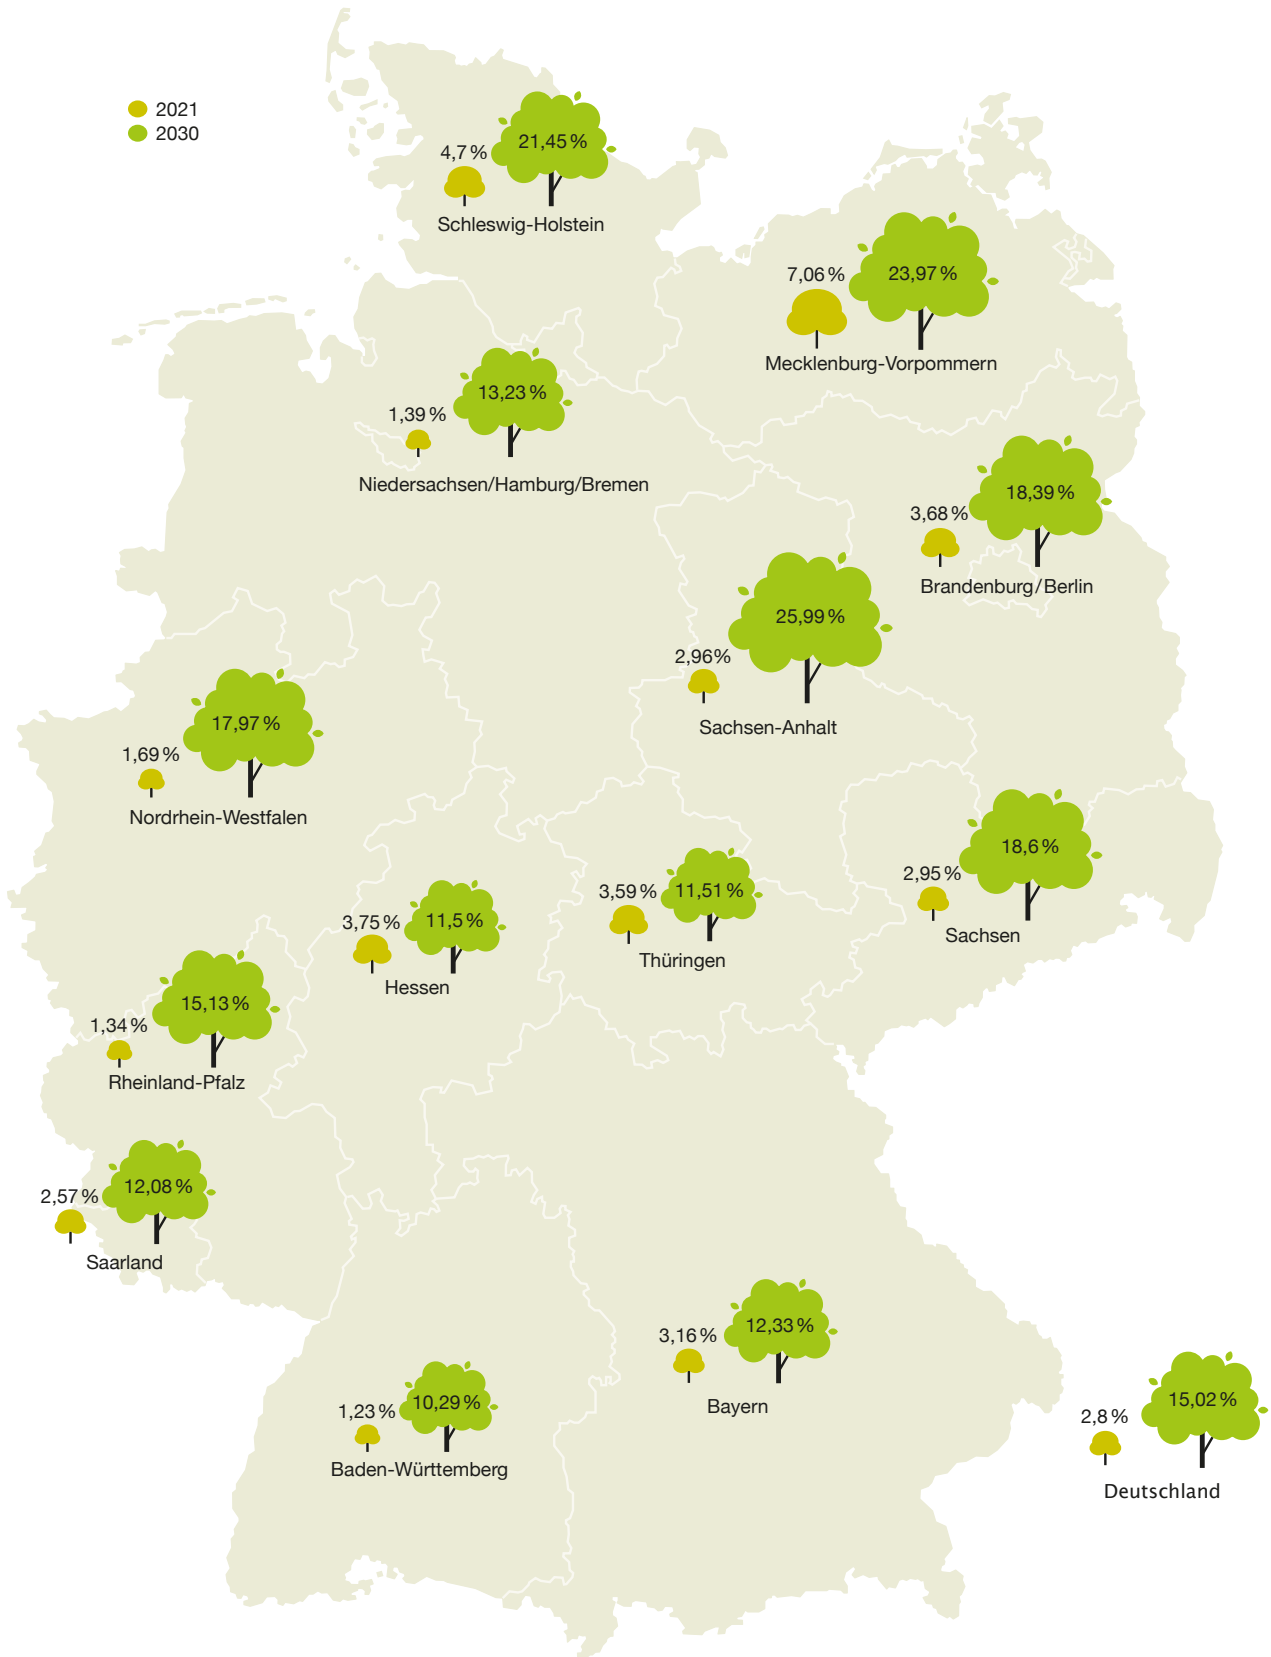 2021
2030
4,7 %
21,45 %
Schleswig-Holstein
7,06 %
23,97 %
Mecklenburg-Vorpommern
1,39 %
13,23 %
Niedersachsen/Hamburg/Bremen
3,68 %
18,39 %
Brandenburg/Berlin
2,96%
25,99 %
Sachsen-Anhalt
1,69 %
17,97 %
Nordrhein-Westfalen
2,95 %
18,6 %
Sachsen
3,59 %
11,51 %
Thüringen
3,75 %
11,5 %
Hessen
1,34 %
15,13 %
Rheinland-Pfalz
2,57 %
12,08 %
Saarland
3,16 %
12,33 %
Bayern
1,23 %
10,29 %
Baden-Württemberg
2,8 %
15,02 %
Deutschland